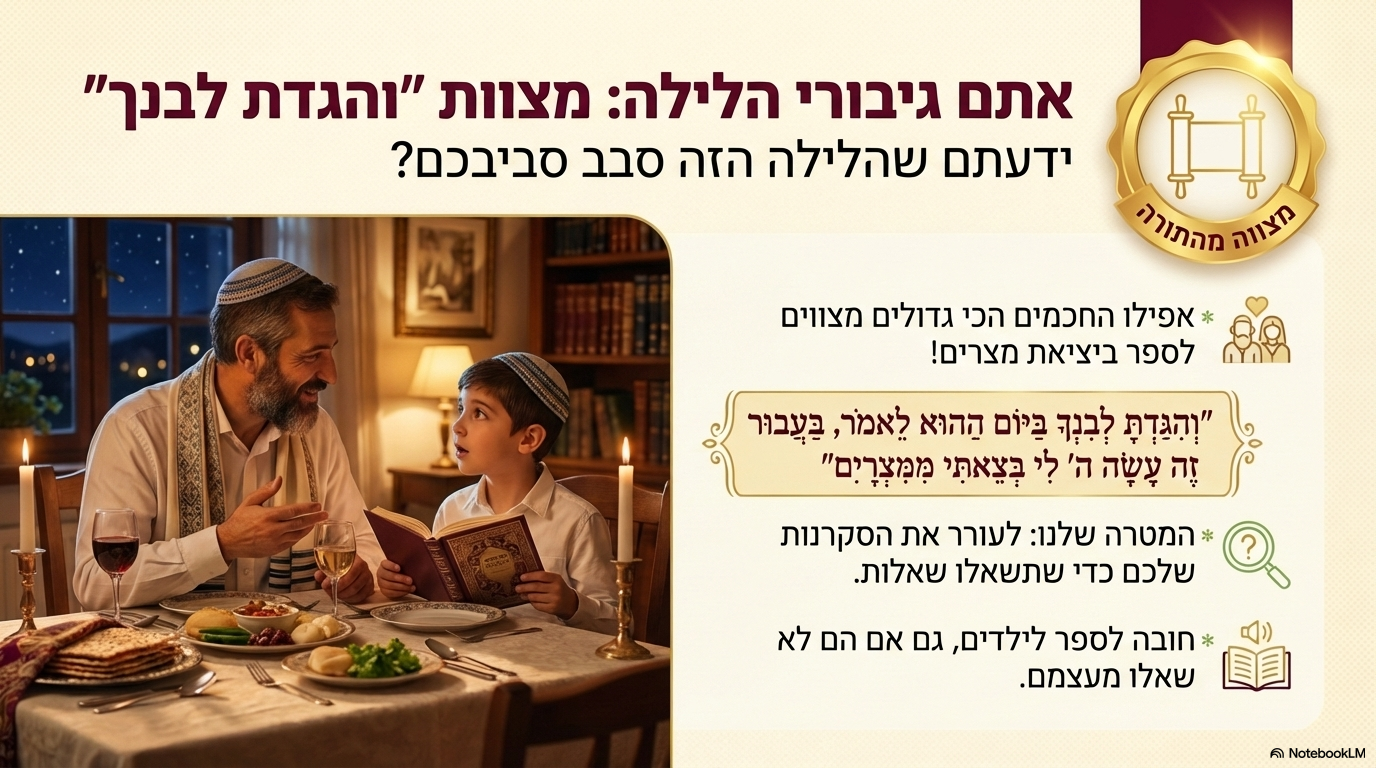 אתם גיבורי הלילה: מצוות "והגדת לבנך"
ידעתם שהלילה הזה סבב סביבכם?
מצווה מהתורה
* אפילו החכמים הכי גדולים מצווים
לספר ביציאת מצרים!
"וְהִגַּדְתָּ לְבִנְךָ בַּיּוֹם הַהוּא לֵאמֹר, בַּעֲבוּר
זֶה עָשָׂה ה' לִי בְּצֵאתִי מִמִּצְרָיִם"
* המטרה שלנו: לעורר את הסקרנות
שלכם כדי שתשאלו שאלות.
* חובה לספר לילדים, גם אם הם לא
שאלו מעצמם.
NotebookLM